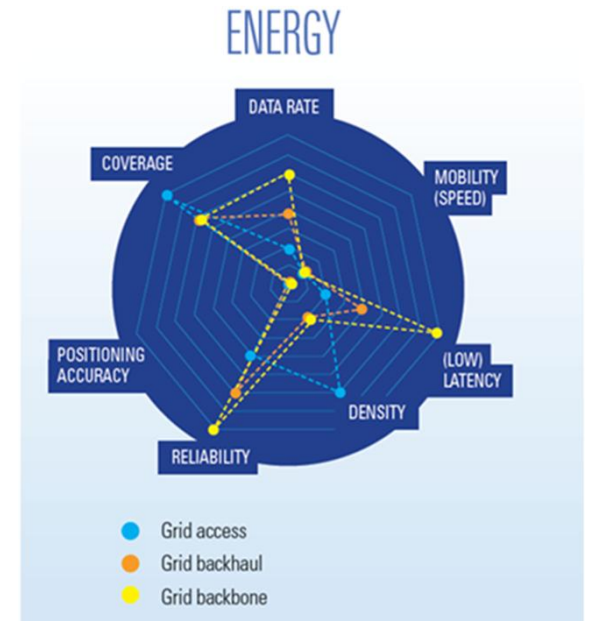 ENERGY
DATA RATE
COVERAGE
MOBILITY
(SPEED)
POSITIONING
ACCURACY
(LOW)
LATENCY
DENSITY
RELIABILITY
Grid access
Grid backhaul
Grid backbone